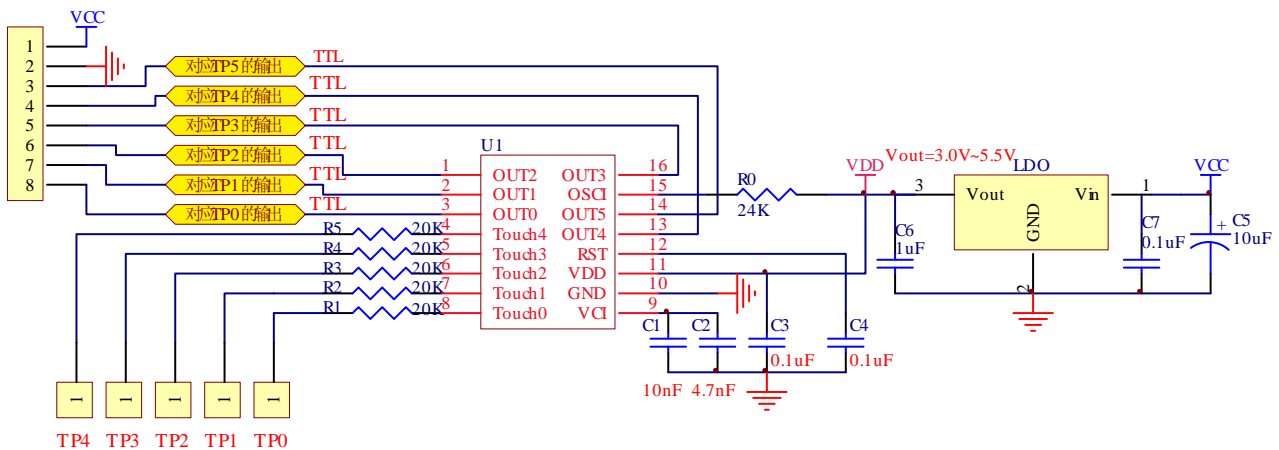 VCC
1
2
3
4
5
6
7
8
对应TP5的输出 TTL
对应TP4的输出 TTL
对应TP3的输出 TTL
对应TP2的输出 TTL
对应TP1的输出 TTL
对应TP0的输出 TTL
U1
1 OUT2 OUT3 16
2 OUT1 OSCI 15
3 OUT0 OUT5 14
4 Touch4 OUT4 13
5 Touch3 RST 12
6 Touch2 VDD 11
7 Touch1 GND 10
8 Touch0 VCI 9
R5 20K
R4 20K
R3 20K
R2 20K
R1 20K
R0
24K
VDD
Vout=3.0V~5.5V
LDO
3 Vout Vin 1
GND
2
VCC
C6
1uF
C7
0.1uF
C5
10uF
+
C1 C2 C3 C4
10nF 4.7nF 0.1uF 0.1uF
1 1 1 1 1
TP4 TP3 TP2 TP1 TP0